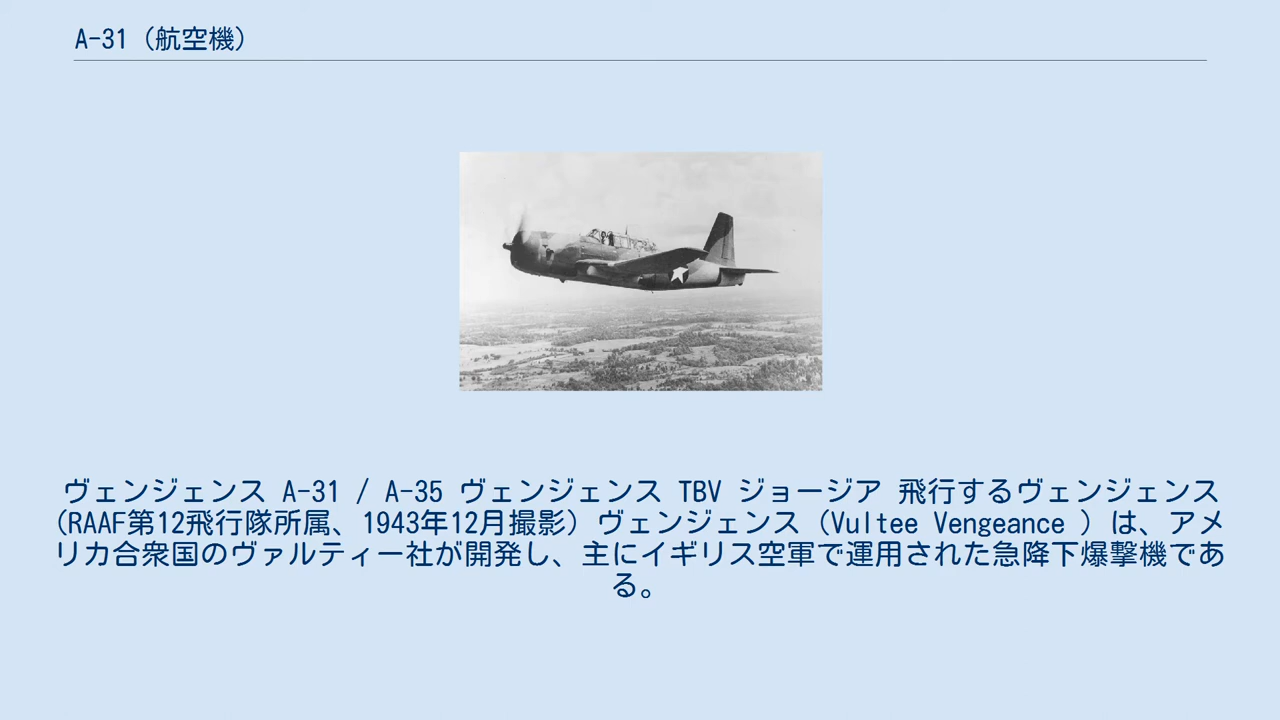 A-31（航空機）
ヴェンジェンス A-31 / A-35 ヴェンジェンス TBV ジョージア 飛行するヴェンジェンス
(RAAF第12飛行隊所属、1943年12月撮影) ヴェンジェンス (Vultee Vengeance ) は、アメ
リカ合衆国のヴァルティー社が開発し、主にイギリス空軍で運用された急降下爆撃機であ
る。